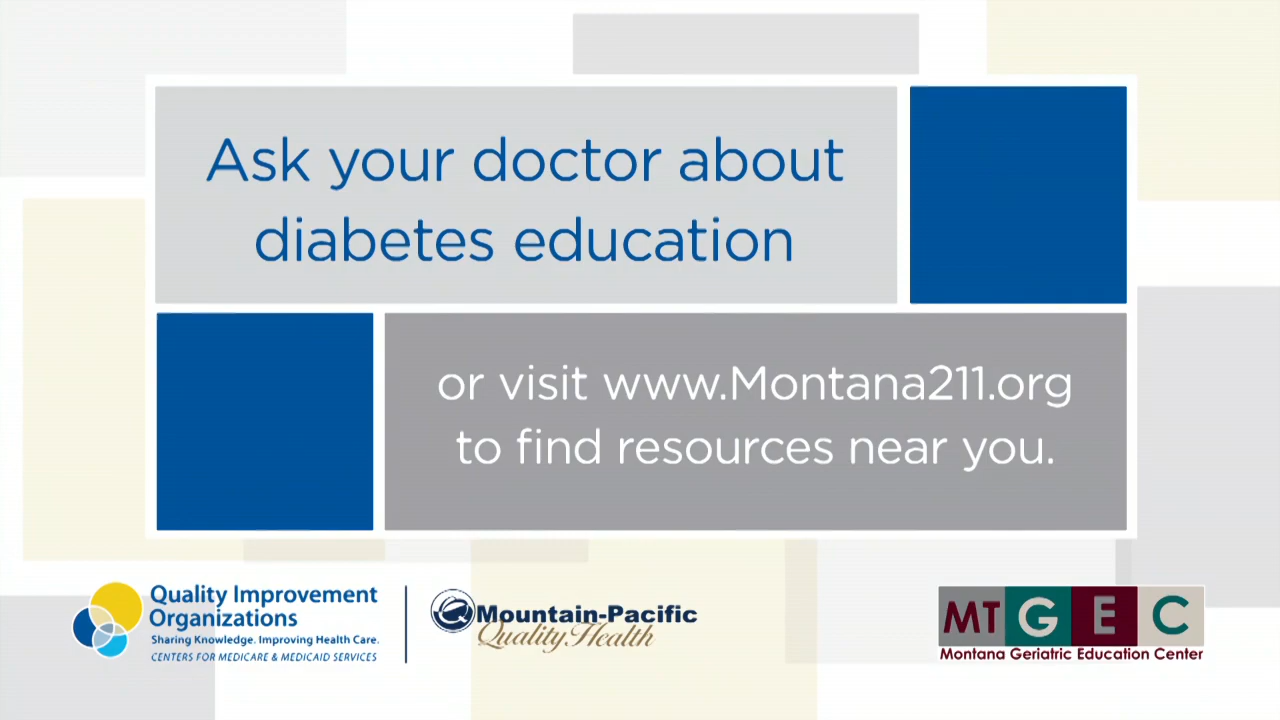 Ask your doctor about
diabetes education
or visit www.Montana211.org
to find resources near you.
Quality Improvement
Organizations
Sharing Knowledge. Improving Health Care.
CENTERS FOR MEDICARE & MEDICAID SERVICES
Mountain-Pacific
Quality Health
MT G E C
Montana Geriatric Education Center